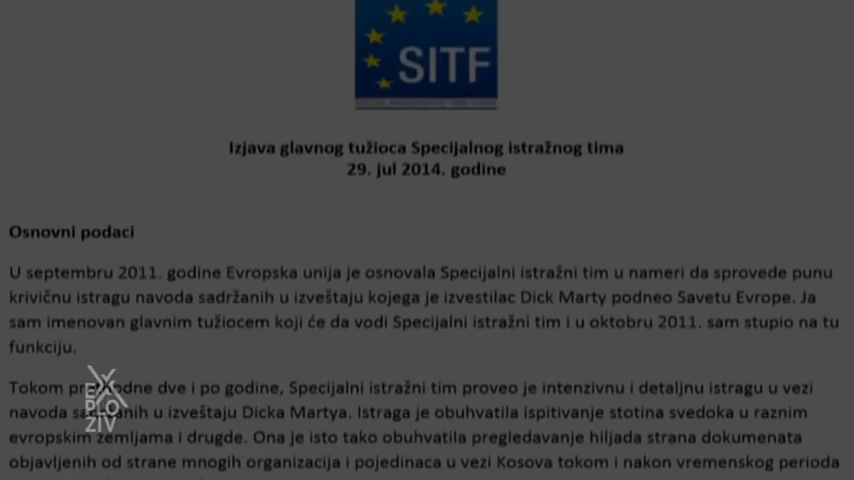 SITF
Izjava glavnog tužioca Specijalnog istražnog tima
29. jul 2014. godine
Osnovni podaci
U septembru 2011. godine Evropska unija je osnovala Specijalni istražni tim u nameri da sprovede punu
krivičnu istragu navoda sadržanih u izveštaju kojega je izvestilac Dick Marty podneo Savetu Evrope. Ja
sam imenovan glavnim tužiocem koji će da vodi Specijalni istražni tim i u oktobru 2011. sam stupio na tu
funkciju.
Tokom prethodne dve i po godine, Specijalni istražni tim proveo je intenzivnu i detaljnu istragu u vezi
navoda sadržanih u izveštaju Dicka Martya. Istraga je obuhvatila ispitivanje stotina svedoka u raznim
evropskim zemljama i drugde. Ona je isto tako obuhvatila pregledavanje hiljada strana dokumenata
objavljenih od strane mnogih organizacija i pojedinaca u vezi Kosova tokom i nakon vremenskog perioda
EXPLOZIV